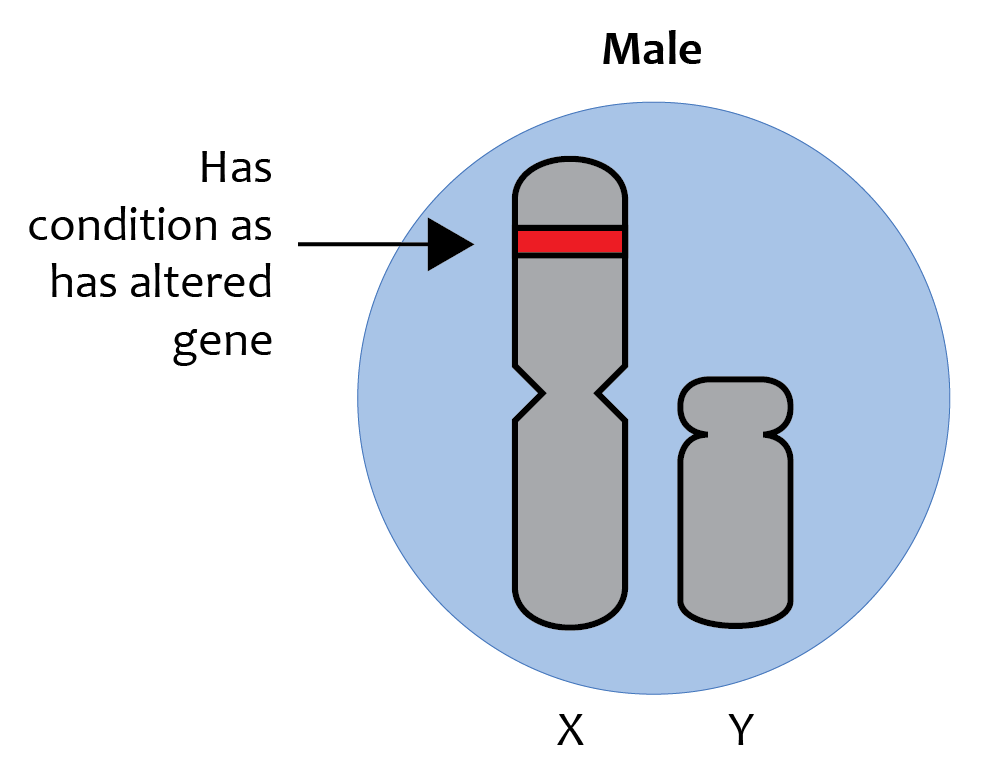 Male
Has
condition as
has altered
gene
X Y